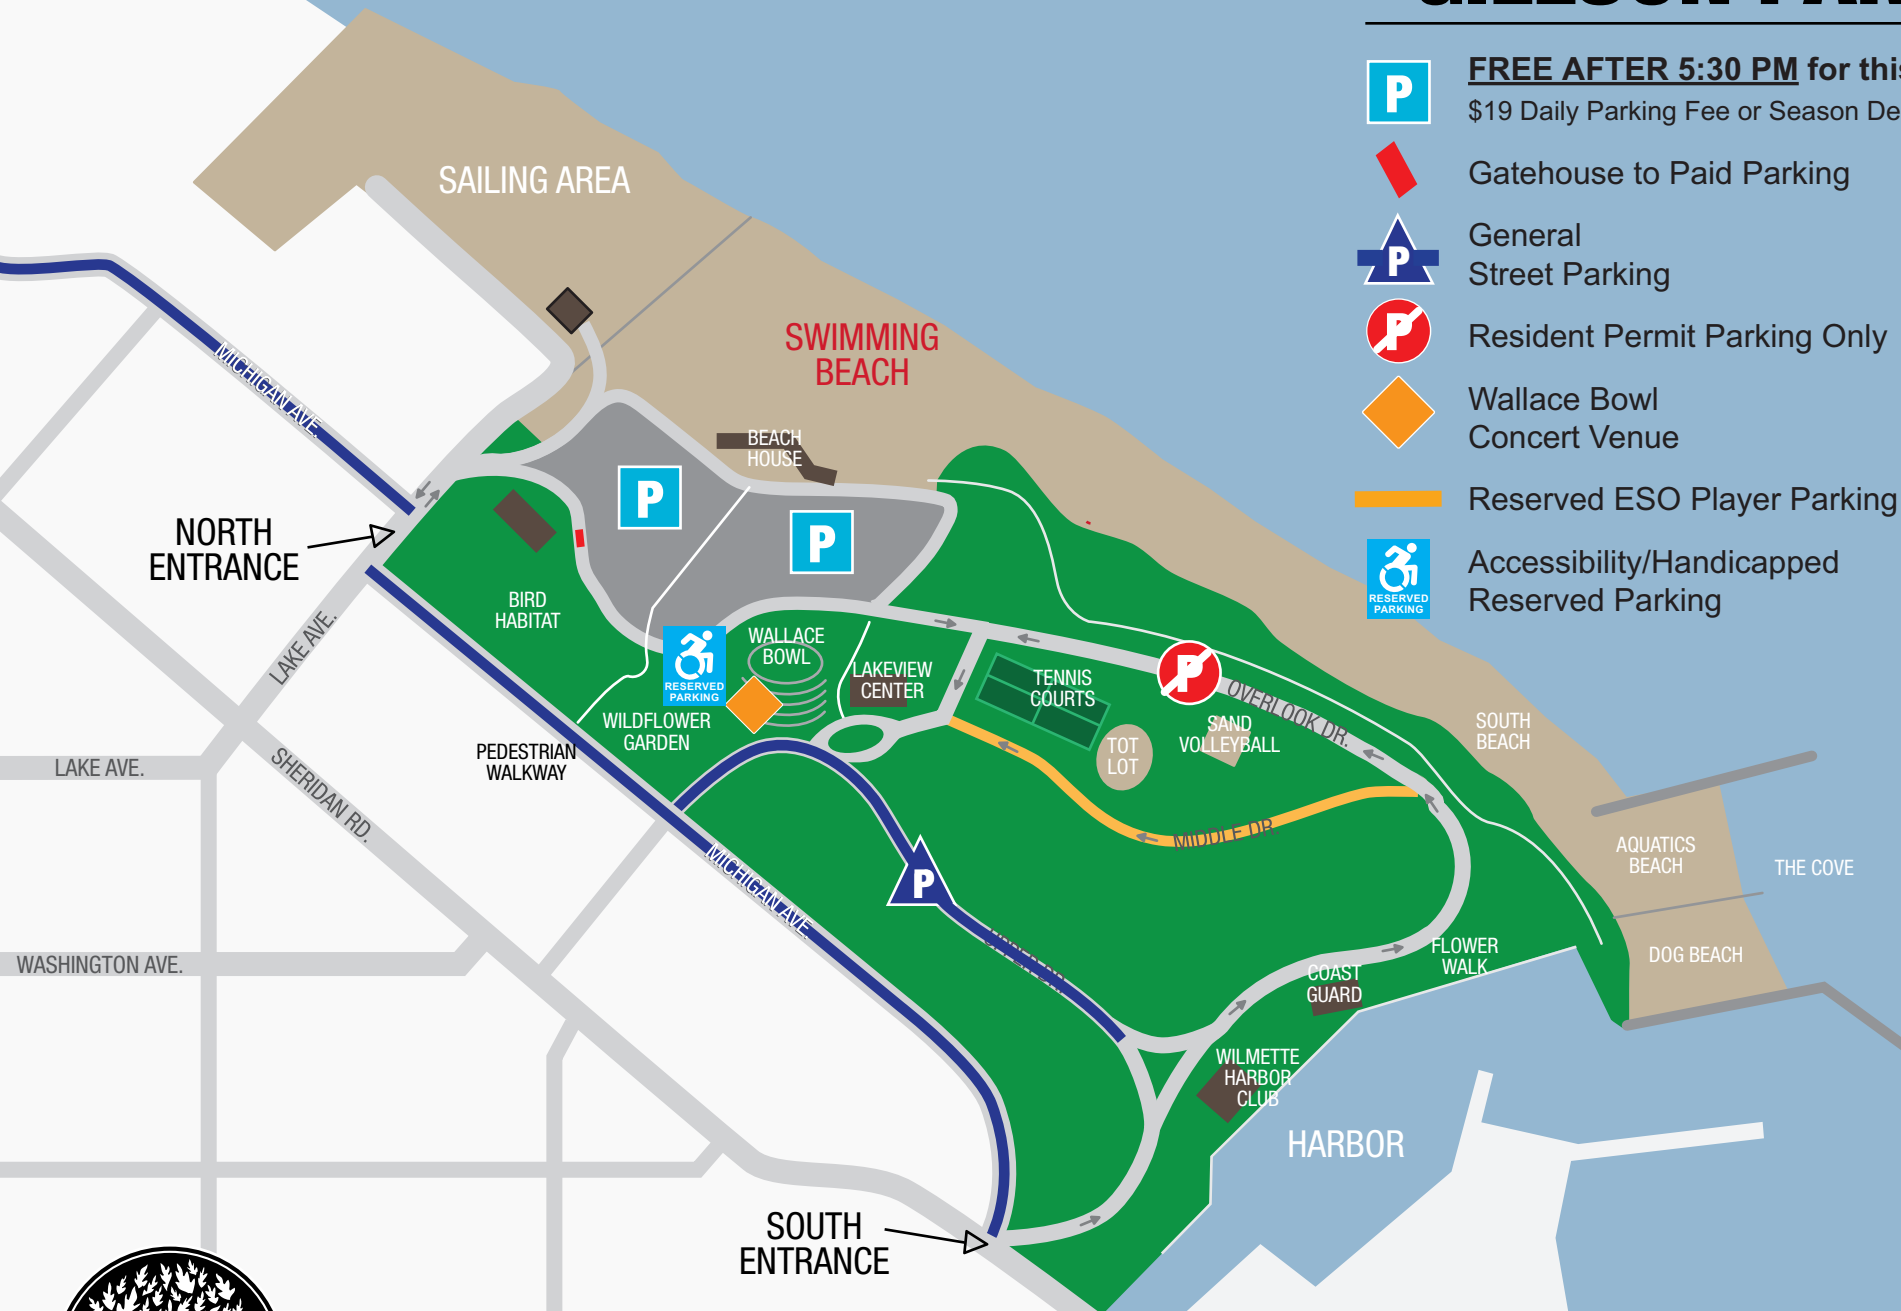 FREE AFTER 5:30 PM for this
$19 Daily Parking Fee or Season De
Gatehouse to Paid Parking
General
Street Parking
Resident Permit Parking Only
Wallace Bowl
Concert Venue
Reserved ESO Player Parking
Accessibility/Handicapped
Reserved Parking
P
P
P
RESERVED
PARKING
SAILING AREA
SWIMMING
BEACH
MICHIGAN AVE.
BEACH
HOUSE
P
P
NORTH
ENTRANCE
BIRD
HABITAT
LAKE AVE.
WALLACE
BOWL
LAKEVIEW
CENTER
RESERVED
PARKING
TENNIS
COURTS
P
OVERLOOK DR.
WILDFLOWER
GARDEN
SAND
VOLLEYBALL
TOT
LOT
SOUTH
BEACH
PEDESTRIAN
WALKWAY
LAKE AVE.
SHERIDAN RD.
MIDDLE DR.
AQUATICS
BEACH
THE COVE
P
MICHIGAN AVE.
WASHINGTON AVE.
FLOWER
WALK
DOG BEACH
COAST
GUARD
WILMETTE
HARBOR
CLUB
HARBOR
SOUTH
ENTRANCE